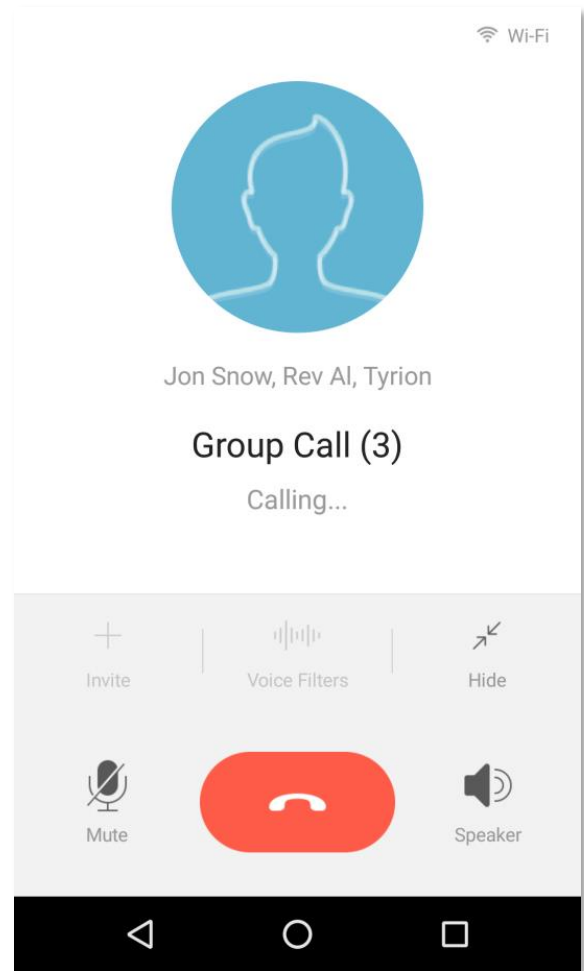 Wi-Fi
Jon Snow, Rev Al, Tyrion
Group Call (3)
Calling...
Invite
Voice Filters
Hide
Mute
Speaker